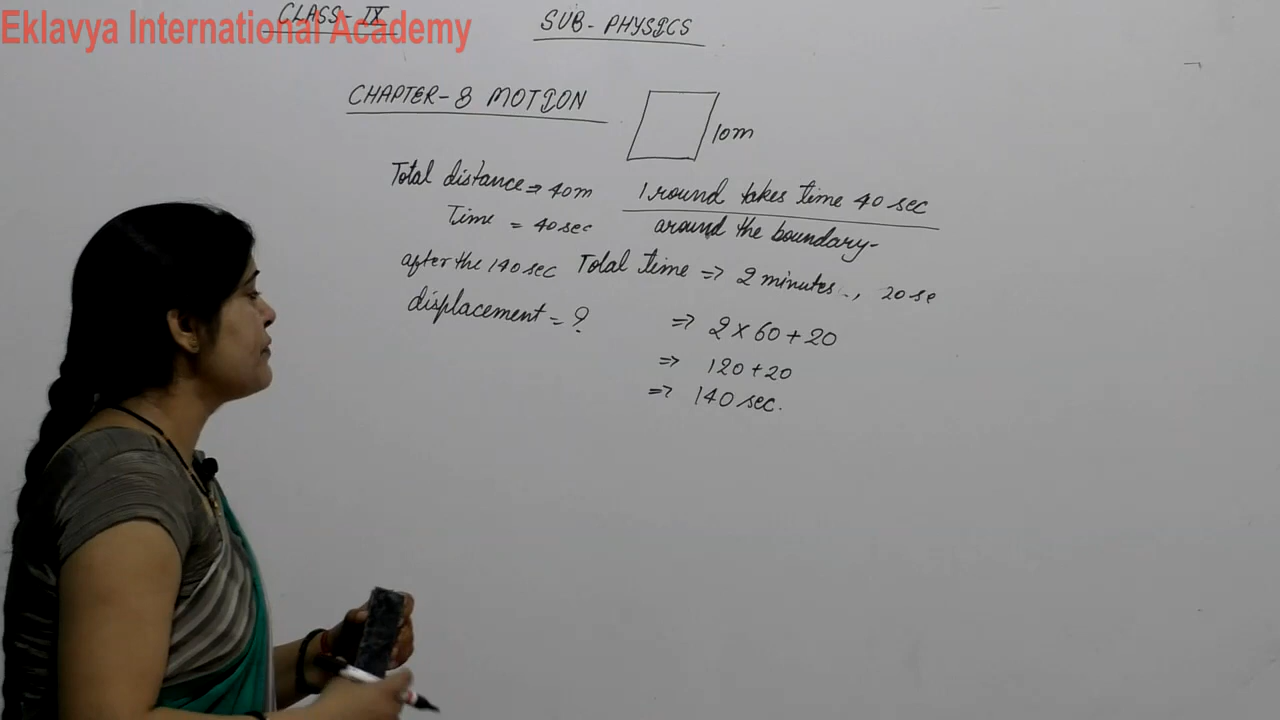 CLASS IX
SUB- PHYSICS
Eklavya International Academy
CHAPTER-8 MOTION
10m
Total distance ⇒ 40m
Time = 40sec
1 round takes time 40 sec
around the boundary-
after the 140 sec
displacement = ?
Total time => 2 minutes., 20 se
=> 2 x 60 + 20
=> 120 + 20
=> 140 sec.